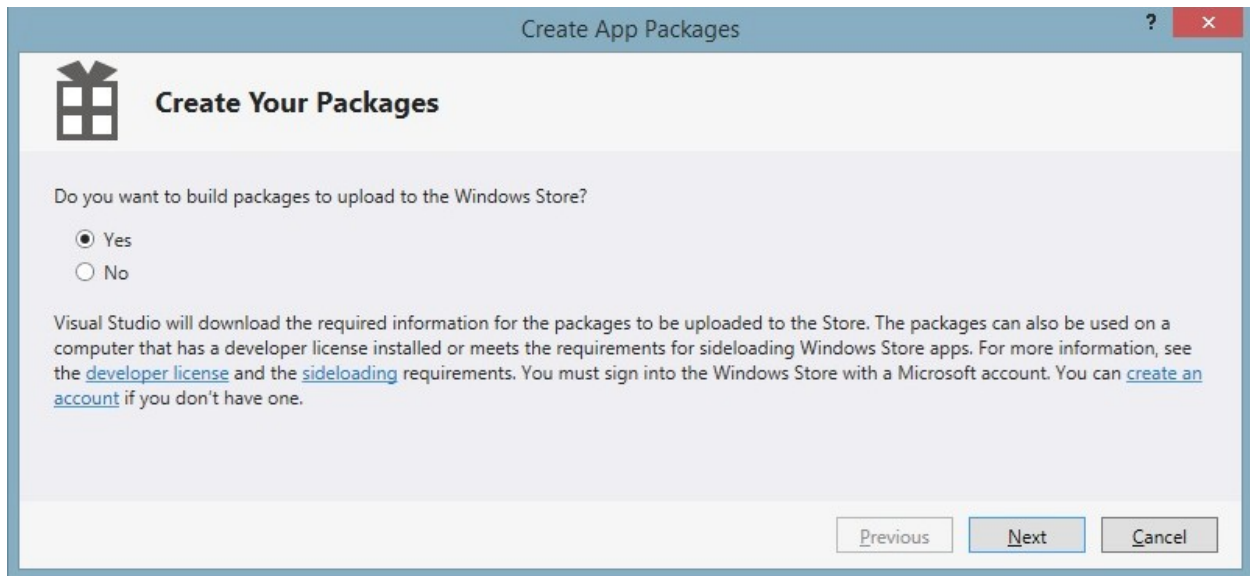 Create App Packages
?
Create Your Packages
Do you want to build packages to upload to the Windows Store?
Yes
No
Visual Studio will download the required information for the packages to be uploaded to the Store. The packages can also be used on a
computer that has a developer license installed or meets the requirements for sideloading Windows Store apps. For more information, see
the developer license and the sideloading requirements. You must sign into the Windows Store with a Microsoft account. You can create an
account if you don't have one.
Previous Next Cancel